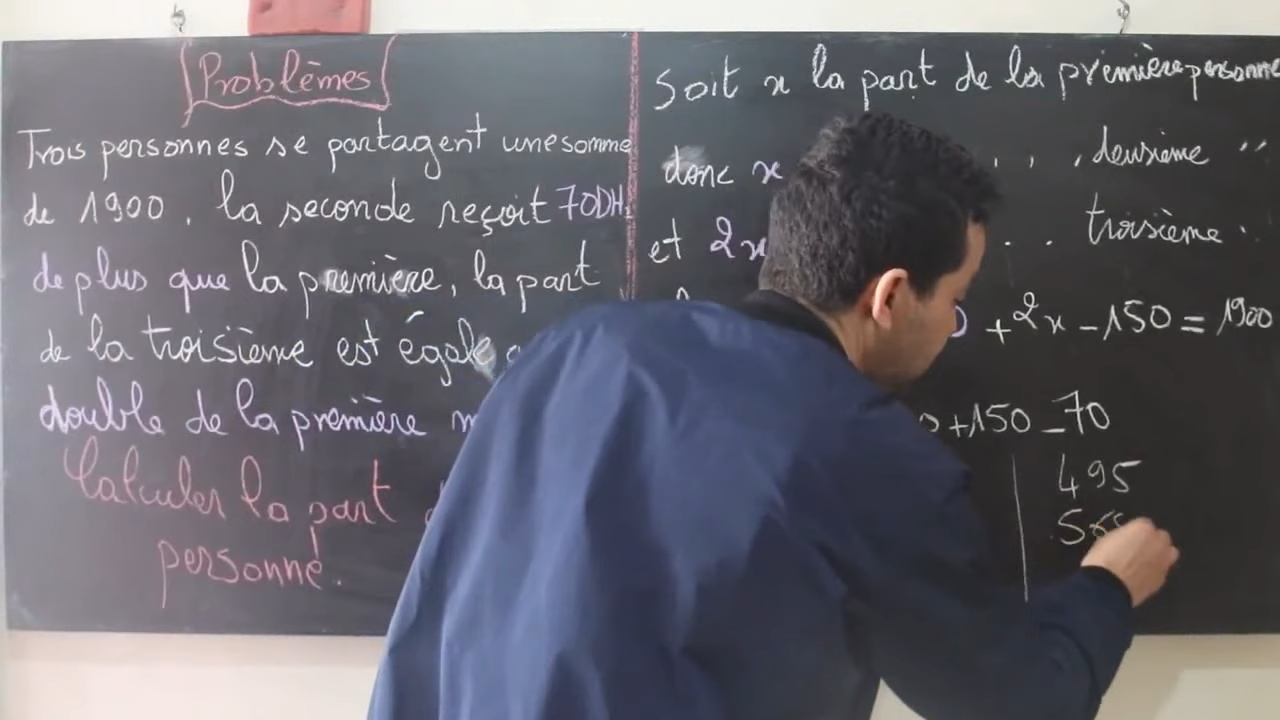 Problèmes
Trois personnes se partagent une somme
de 1900, la seconde reçoit 70DH
de plus que la première, la part
de la troisième est égale
double de la première
Calculer la part
personne.
Soit x la part de la première personne
donc x . . , deuxième "
et 2x . . troisième .
+2x -150 = 1900
+150 -70
495